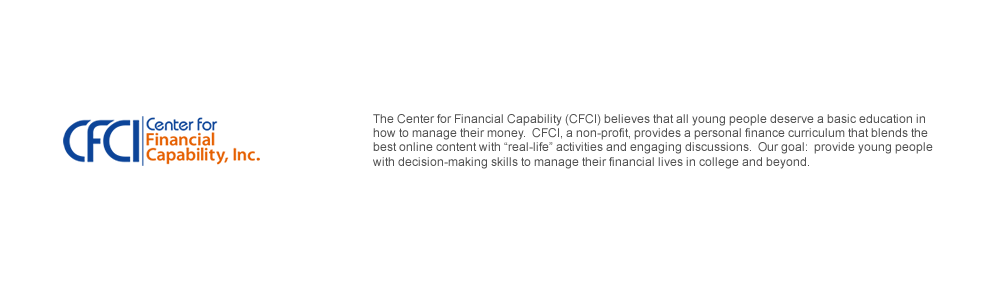 CFCI
Center for
Financial
Capability, Inc.
The Center for Financial Capability (CFCI) believes that all young people deserve a basic education in
how to manage their money.  CFCI, a non-profit, provides a personal finance curriculum that blends the
best online content with “real-life” activities and engaging discussions.  Our goal:  provide young people
with decision-making skills to manage their financial lives in college and beyond.